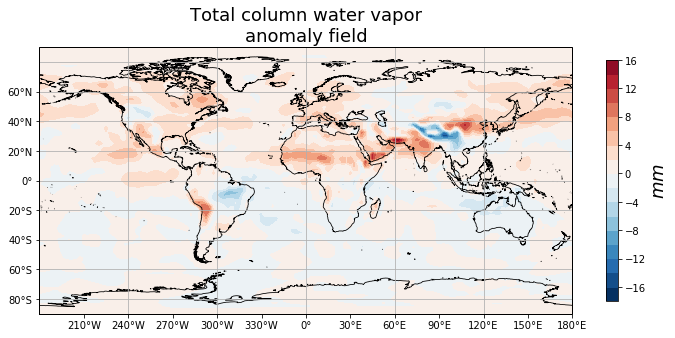 Total column water vapor
anomaly field
60°N
40°N
20°N
0°
20°S
40°S
60°S
80°S
210°W 240°W 270°W 300°W 330°W 0° 30°E 60°E 90°E 120°E 150°E 180°E
16
12
8
4
0
−4
−8
−12
−16
mm